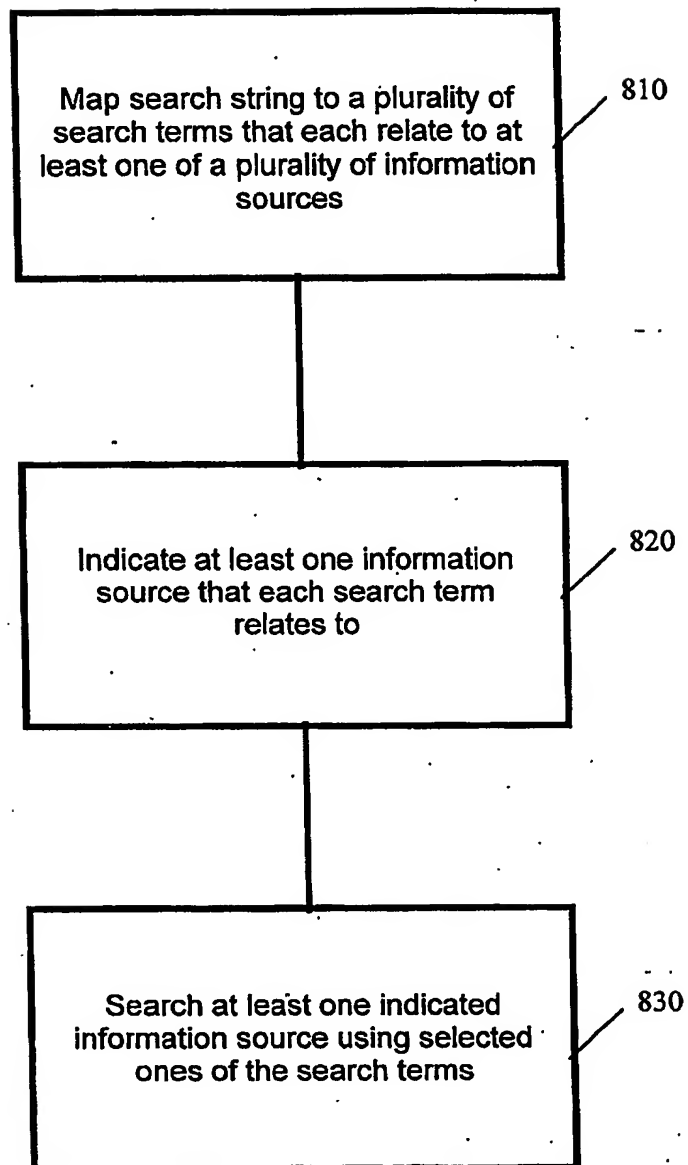 Map search string to a plurality of
search terms that each relate to at
least one of a plurality of information
sources
810
Indicate at least one information
source that each search term
relates to
820
Search at least one indicated
information source using selected
ones of the search terms
830